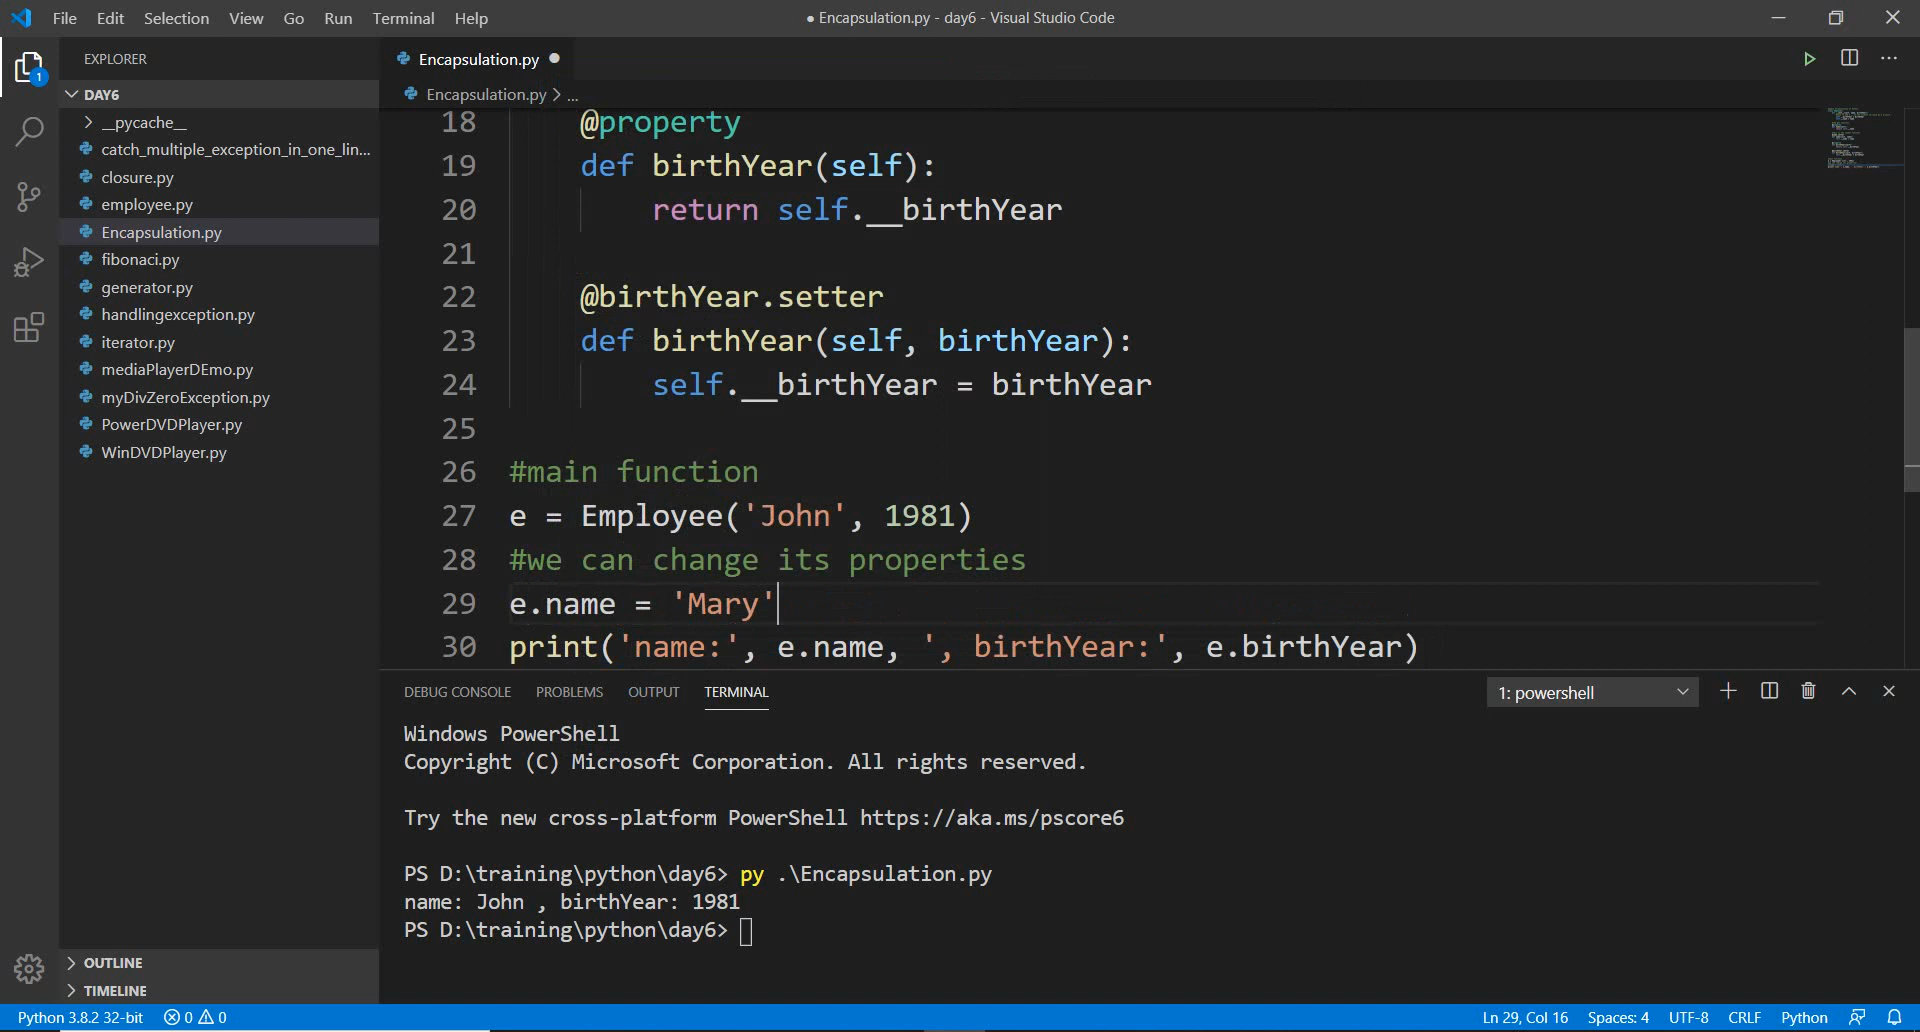 File Edit Selection View Go Run Terminal Help
● Encapsulation.py - day6 - Visual Studio Code
1
EXPLORER
DAY6
__pycache__
catch_multiple_exception_in_one_lin...
closure.py
employee.py
Encapsulation.py
fibonaci.py
generator.py
handlingexception.py
iterator.py
mediaPlayerDEmo.py
myDivZeroException.py
PowerDVDPlayer.py
WinDVDPlayer.py
OUTLINE
TIMELINE
Encapsulation.py ●
Encapsulation.py > ...
18 @property
19 def birthYear(self):
20 return self.__birthYear
21
22 @birthYear.setter
23 def birthYear(self, birthYear):
24 self.__birthYear = birthYear
25
26 #main function
27 e = Employee('John', 1981)
28 #we can change its properties
29 e.name = 'Mary'
30 print('name:', e.name, ', birthYear:', e.birthYear)
DEBUG CONSOLE PROBLEMS OUTPUT TERMINAL
1: powershell
Windows PowerShell
Copyright (C) Microsoft Corporation. All rights reserved.
Try the new cross-platform PowerShell https://aka.ms/pscore6
PS D:\training\python\day6> py .\Encapsulation.py
name: John , birthYear: 1981
PS D:\training\python\day6>
Python 3.8.2 32-bit 0 0
Ln 29, Col 16 Spaces: 4 UTF-8 CRLF Python